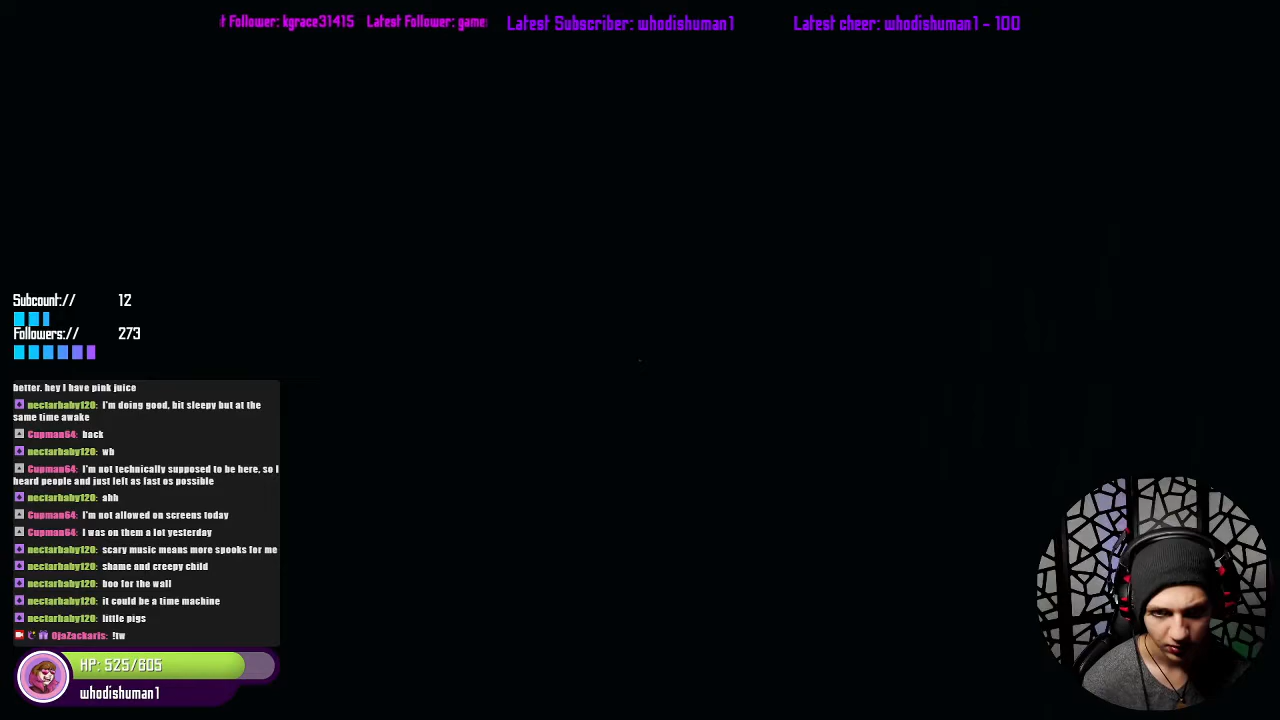 t Follower: kgrace31415 Latest Follower: game
Latest Subscriber: whodishuman1
Latest cheer: whodishuman1 - 100
Subcount:// 12
Followers:// 273
better. hey I have pink juice
nectarbaby120: I'm doing good, bit sleepy but at the
same time awake
Cupman64: back
nectarbaby120: wb
Cupman64: I'm not technically supposed to be here, so I
heard people and just left as fast os possible
nectarbaby120: ahh
Cupman64: I'm not allowed on screens today
Cupman64: I was on them a lot yesterday
nectarbaby120: scary music means more spooks for me
nectarbaby120: shame and creepy child
nectarbaby120: boo for the wall
nectarbaby120: it could be a time machine
nectarbaby120: little pigs
OjaZackaris: !tw
HP: 525/605
whodishuman1